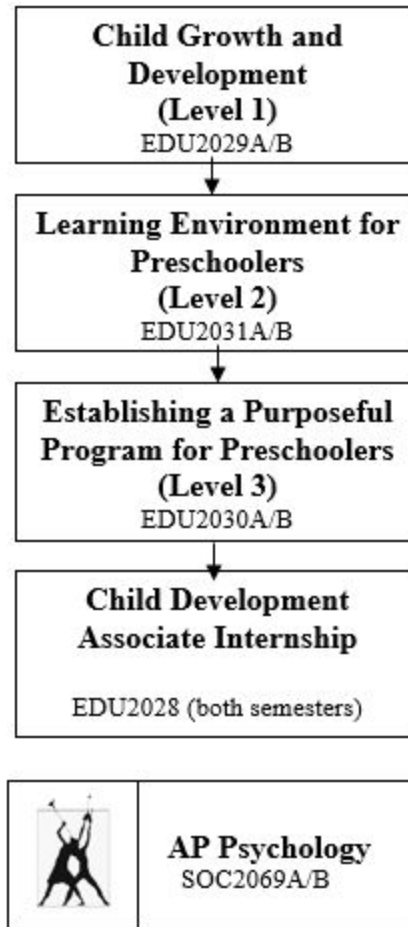 Child Growth and
Development
(Level 1)
EDU2029A/B
Learning Environment for
Preschoolers
(Level 2)
EDU2031A/B
Establishing a Purposeful
Program for Preschoolers
(Level 3)
EDU2030A/B
Child Development
Associate Internship
EDU2028 (both semesters)
AP Psychology
SOC2069A/B